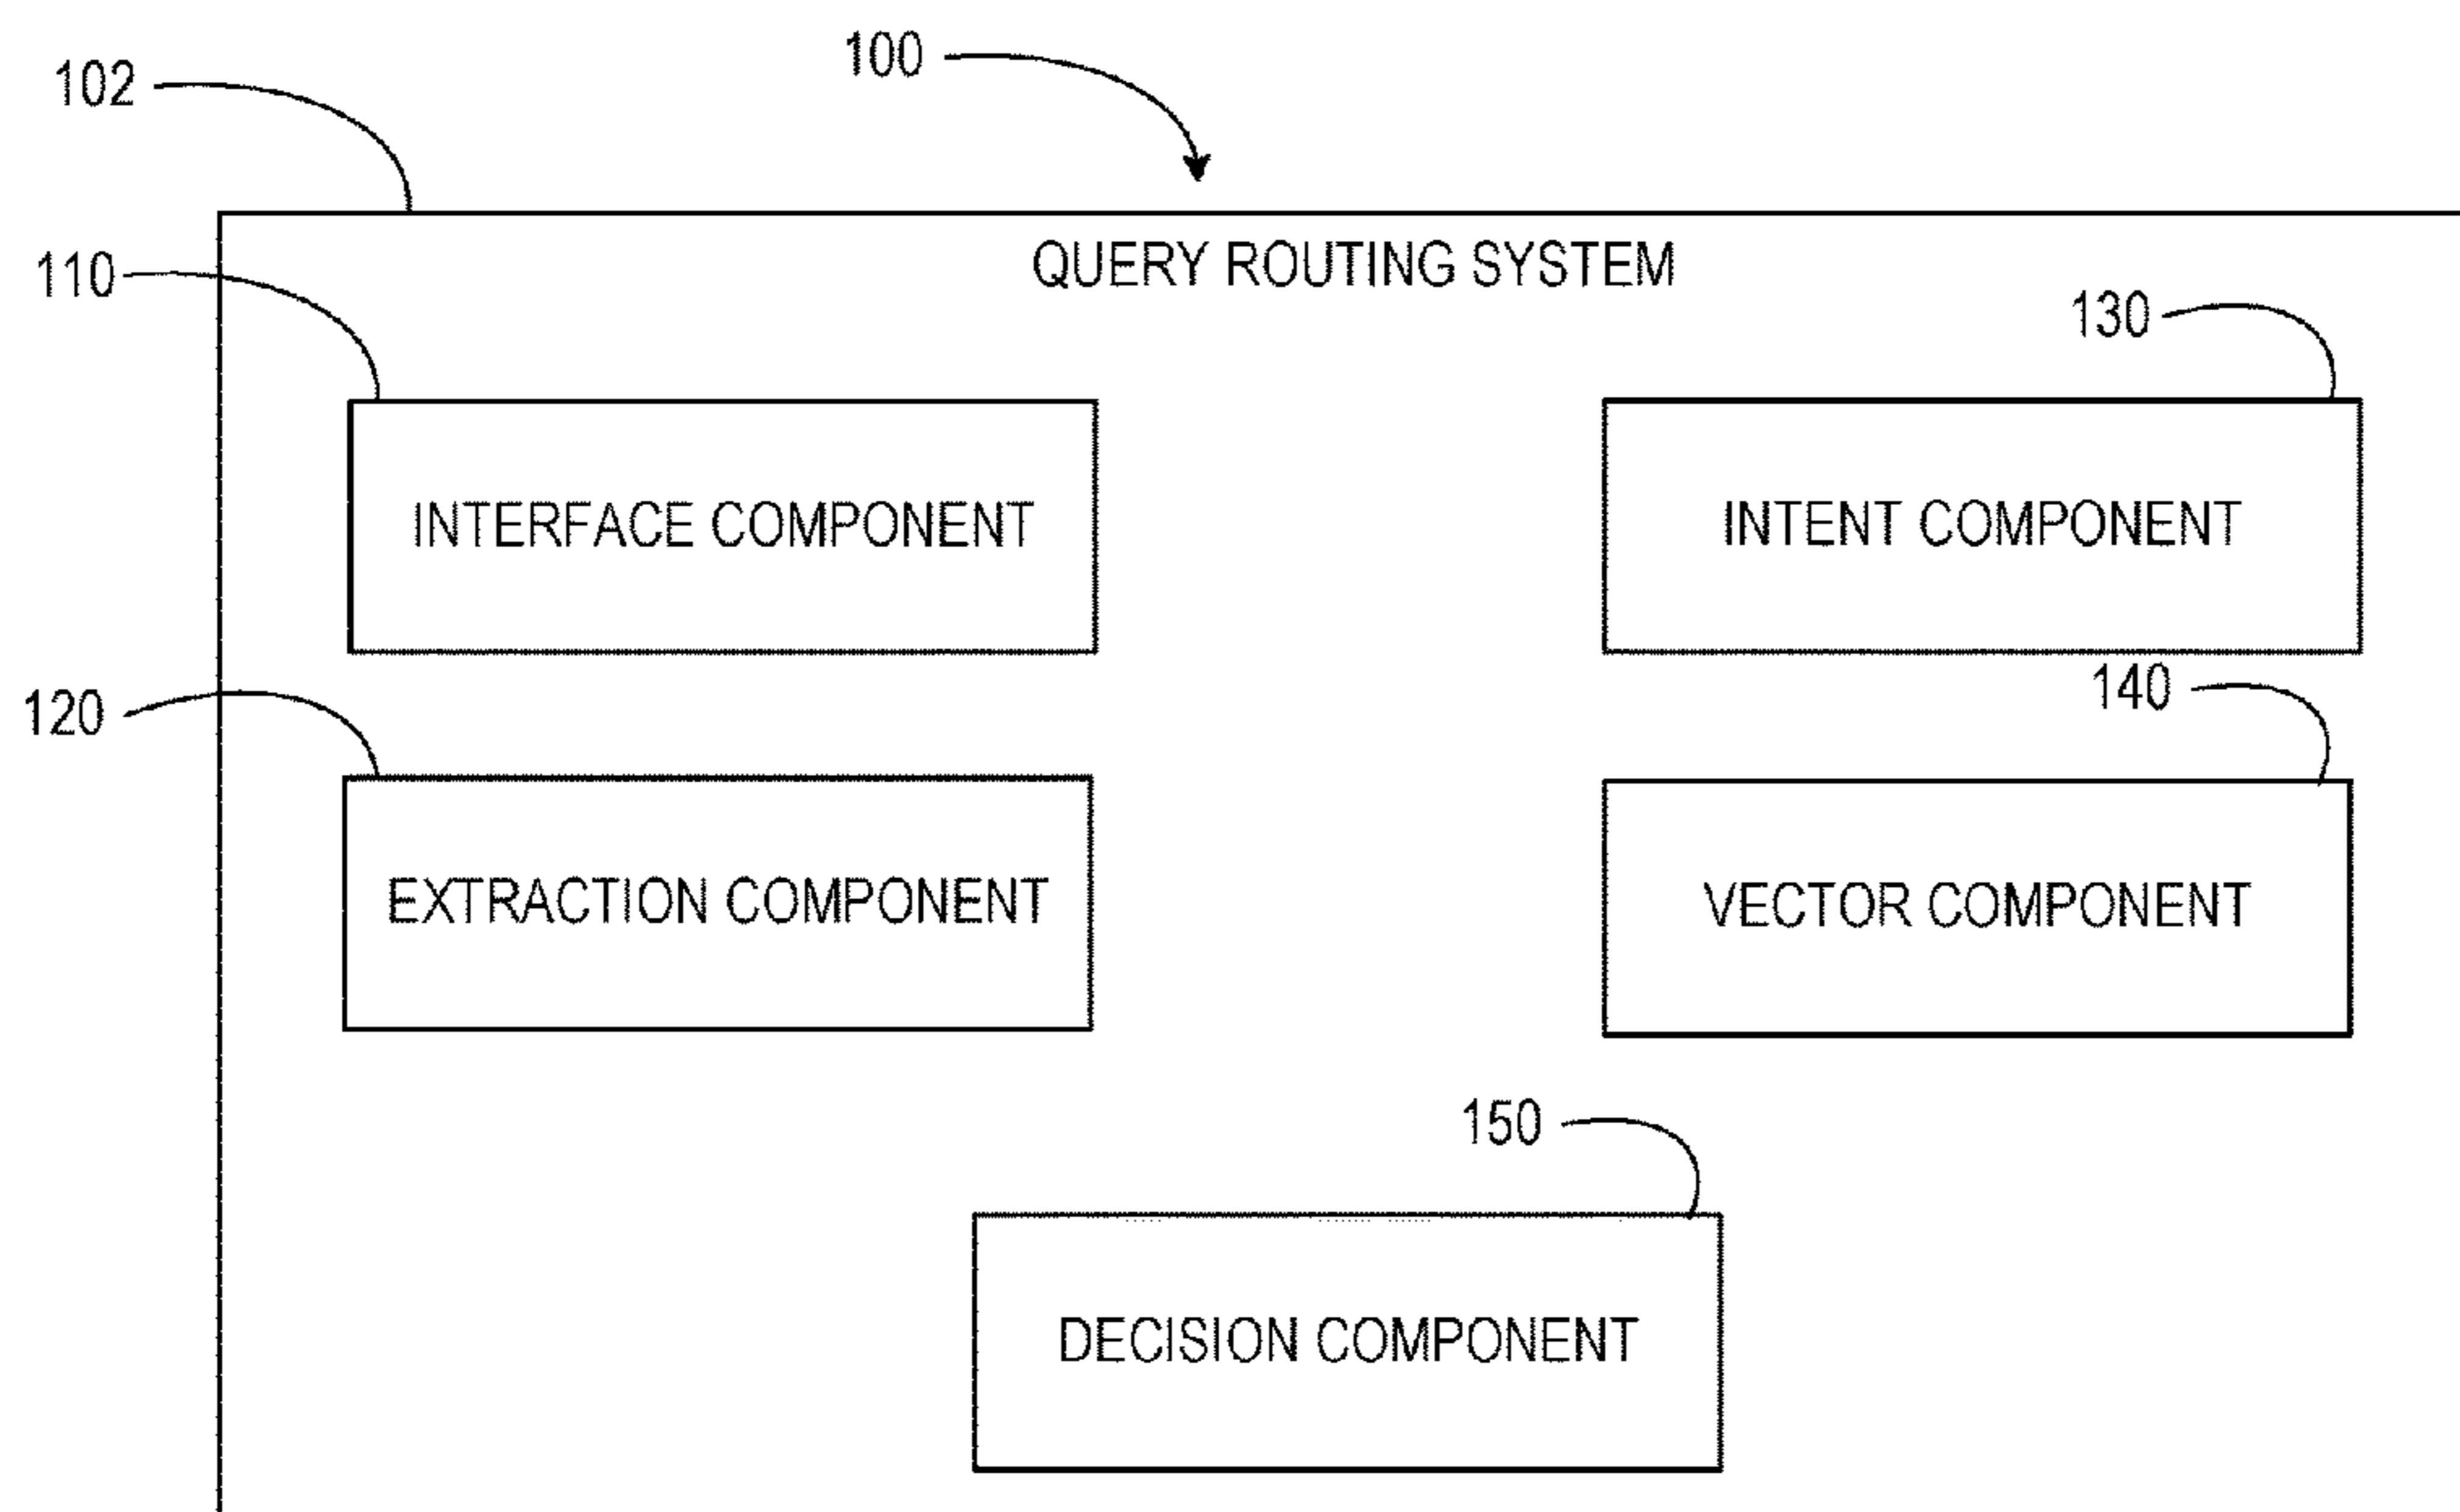 100
102
QUERY ROUTING SYSTEM
110
130
INTERFACE COMPONENT
INTENT COMPONENT
120
140
EXTRACTION COMPONENT
VECTOR COMPONENT
150
DECISION COMPONENT